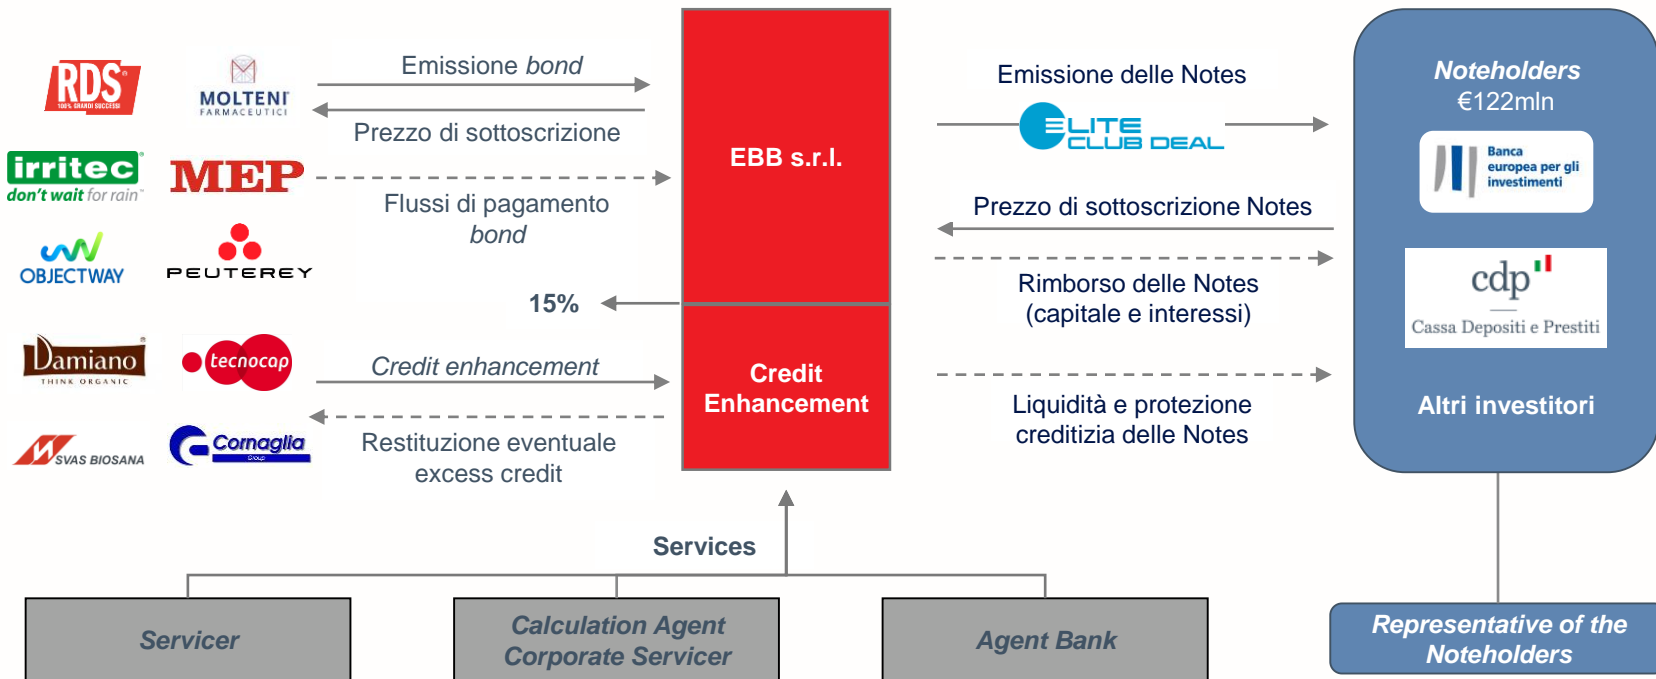 RDS®
100% GRANDI SUCCESSI
MOLTENI
FARMACEUTICI
irritec®
don't wait for rain™
MEP
OBJECTWAY
PEUTEREY
Damiano
THINK ORGANIC
tecnocap
SVAS BIOSANA
Cornaglia
Group
Emissione bond
Prezzo di sottoscrizione
Flussi di pagamento
bond
15%
Credit enhancement
Restituzione eventuale
excess credit
EBB s.r.l.
Credit
Enhancement
Emissione delle Notes
ELITE
CLUB DEAL
Prezzo di sottoscrizione Notes
Rimborso delle Notes
(capitale e interessi)
Liquidità e protezione
creditizia delle Notes
Noteholders
€122mln
Banca
europea per gli
investimenti
cdp
Cassa Depositi e Prestiti
Altri investitori
Services
Servicer
Calculation Agent
Corporate Servicer
Agent Bank
Representative of the
Noteholders